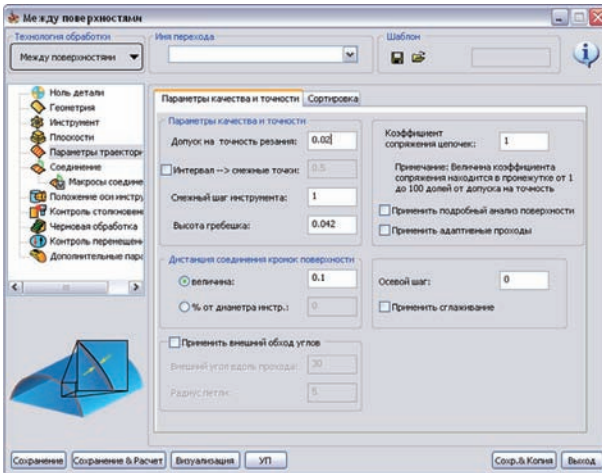 Между поверхностями
Технология обработки
Между поверхностями
Имя перехода
Шаблон
Ноль детали
Геометрия
Инструмент
Плоскости
Параметры траектори
Соединение
Макросы соедине
Положение оси инстру
Контроль столкновен
Черновая обработка
Контроль перемещен
Дополнительные пара
Параметры качества и точности
Сортировка
Параметры качества и точности
Допуск на точность резания: 0.02
Интервал --> смежные точки: 0.5
Смежный шаг инструмента: 1
Высота гребешка: 0.042
Коэффициент
сопряжения цепочек: 1
Примечание: Величина коэффициента
сопряжения находится в промежутке от 1
до 100 долей от допуска на точность
Применить подробный анализ поверхности
Применить адаптивные проходы
Дистанция соединения кромок поверхности
величина: 0.1
% от диаметра инстр.: 0
Осевой шаг: 0
Применить сглаживание
Применить внешний обход углов
Внешний угол вдоль прохода: 30
Радиус петли: 5
Сохранение
Сохранение & Расчет
Визуализация
УП
Сохр.& Копия
Выход